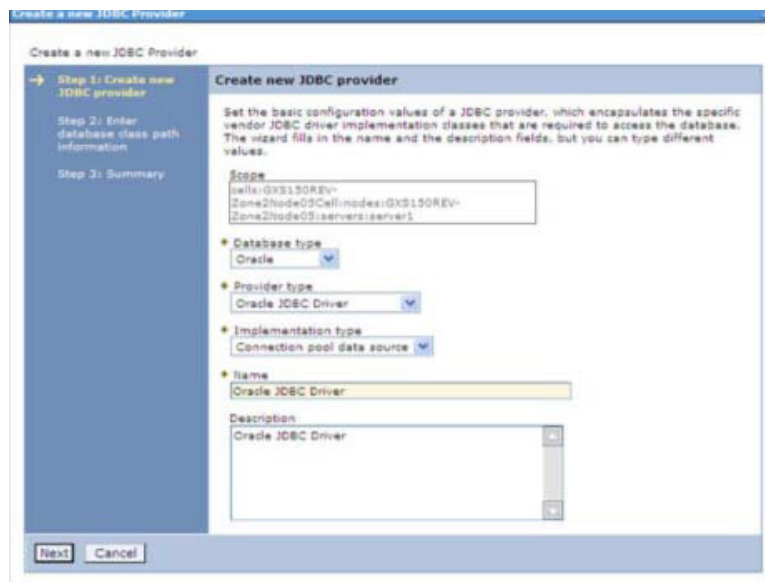 Create a new JDBC Provider
Create a new JDBC Provider
Step 1: Create new
JDBC provider
Step 2: Enter
database class path
information
Step 3: Summary
Create new JDBC provider
Set the basic configuration values of a JDBC provider, which encapsulates the specific
vendor JDBC driver implementation classes that are required to access the database.
The wizard fills in the name and the description fields, but you can type different
values.
Scope
cells:GXS150REV-
Zone2Node05Cell:nodes:GXS150REV-
Zone2Node05:servers:server1
Database type
Oracle
Provider type
Oracle JDBC Driver
Implementation type
Connection pool data source
Name
Oracle JDBC Driver
Description
Oracle JDBC Driver
Next
Cancel